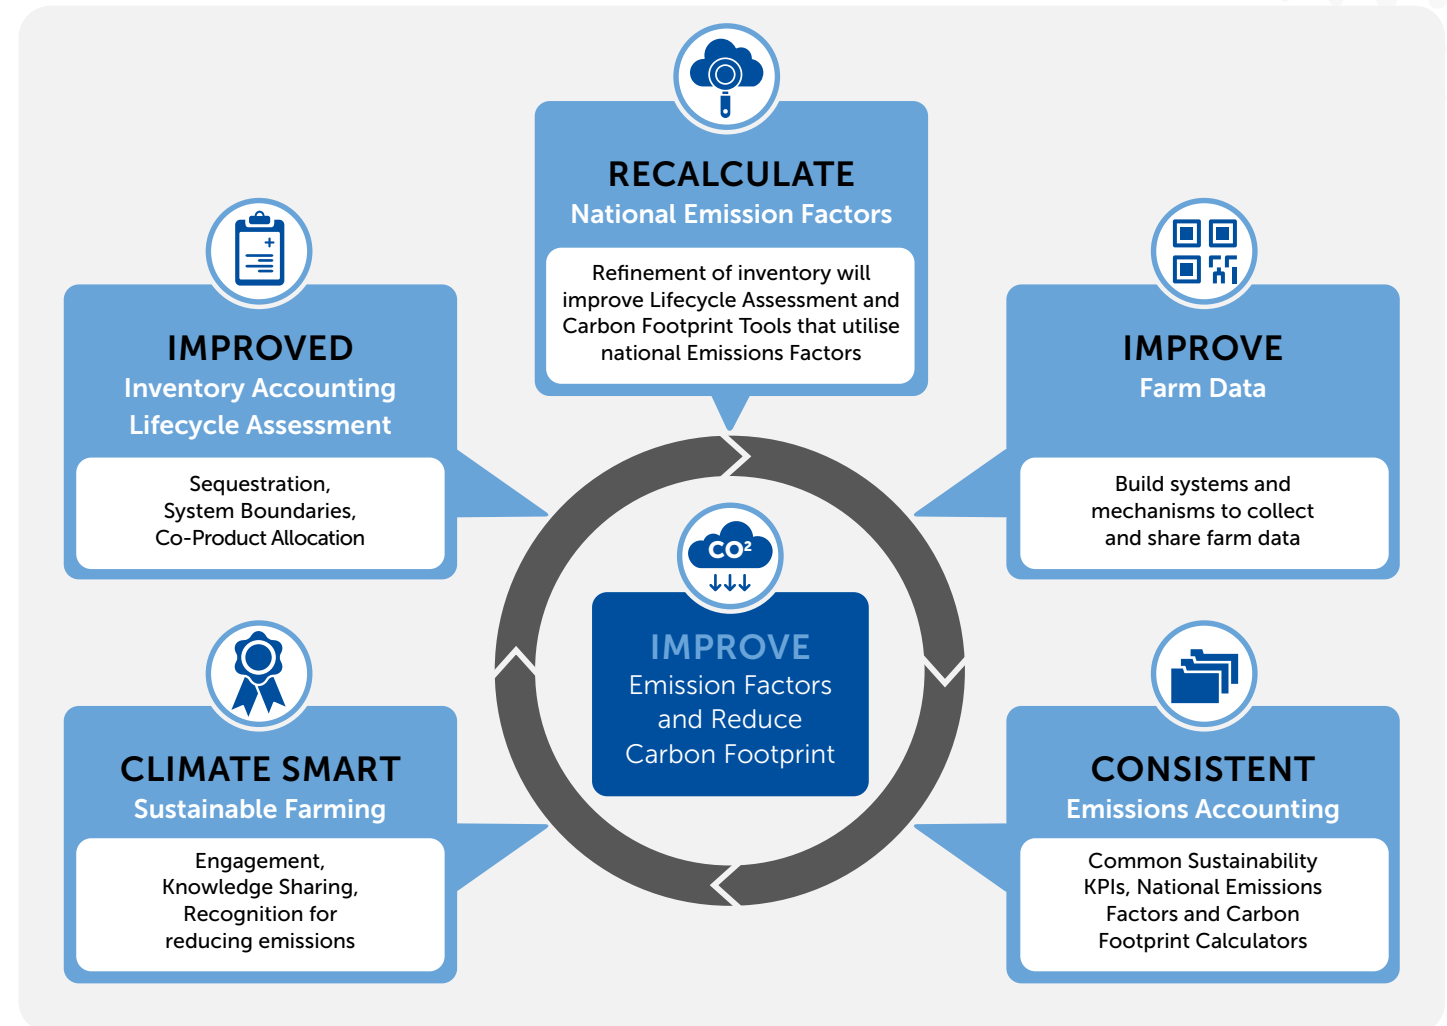 RECALCULATE
National Emission Factors
Refinement of inventory will
improve Lifecycle Assessment and
Carbon Footprint Tools that utilise
national Emissions Factors
IMPROVED
Inventory Accounting
Lifecycle Assessment
Sequestration,
System Boundaries,
Co-Product Allocation
IMPROVE
Farm Data
Build systems and
mechanisms to collect
and share farm data
CO²
IMPROVE
Emission Factors
and Reduce
Carbon Footprint
CLIMATE SMART
Sustainable Farming
Engagement,
Knowledge Sharing,
Recognition for
reducing emissions
CONSISTENT
Emissions Accounting
Common Sustainability
KPIs, National Emissions
Factors and Carbon
Footprint Calculators